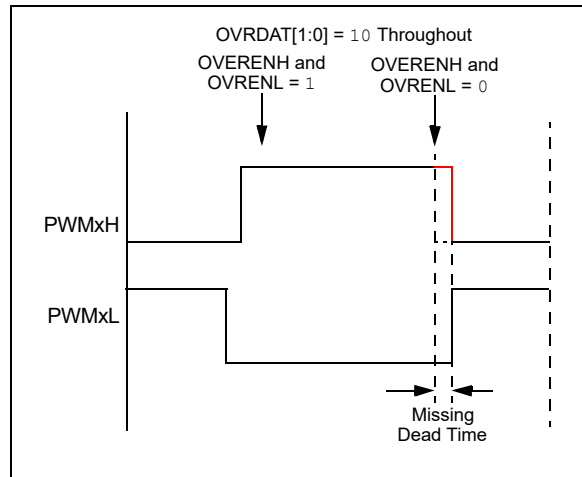 OVRDAT[1:0] = 10 Throughout
OVERENH and
OVRENL = 1
OVERENH and
OVRENL = 0
PWMxH
PWMxL
Missing
Dead Time